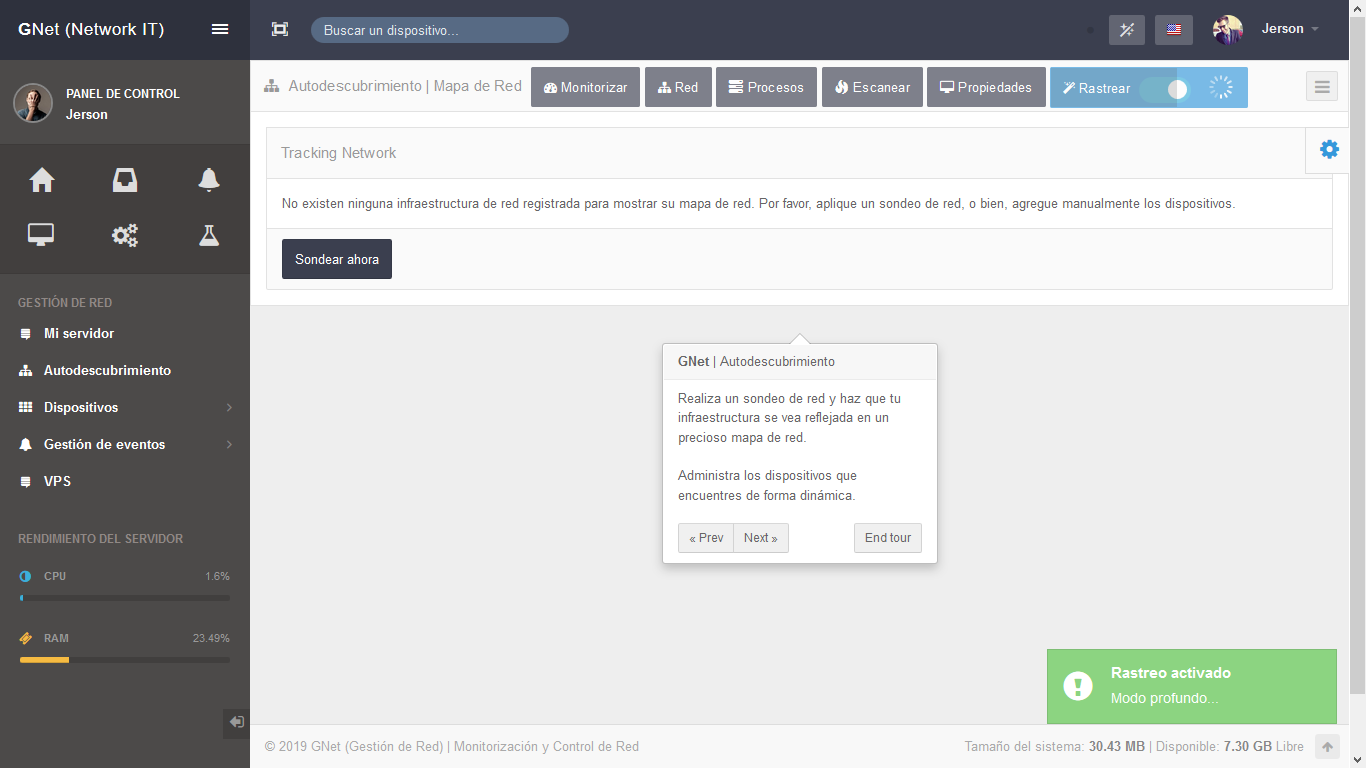 GNet (Network IT)
Buscar un dispositivo...
Jerson
PANEL DE CONTROL
Jerson
Autodescubrimiento | Mapa de Red
Monitorizar
Red
Procesos
Escanear
Propiedades
Rastrear
Tracking Network
No existen ninguna infraestructura de red registrada para mostrar su mapa de red. Por favor, aplique un sondeo de red, o bien, agregue manualmente los dispositivos.
Sondear ahora
GESTIÓN DE RED
Mi servidor
Autodescubrimiento
Dispositivos
Gestión de eventos
VPS
RENDIMIENTO DEL SERVIDOR
CPU 1.6%
RAM 23.49%
GNet | Autodescubrimiento
Realiza un sondeo de red y haz que tu
infraestructura se vea reflejada en un
precioso mapa de red.
Administra los dispositivos que
encuentres de forma dinámica.
« Prev
Next »
End tour
Rastreo activado
Modo profundo...
© 2019 GNet (Gestión de Red) | Monitorización y Control de Red
Tamaño del sistema: 30.43 MB | Disponible: 7.30 GB Libre